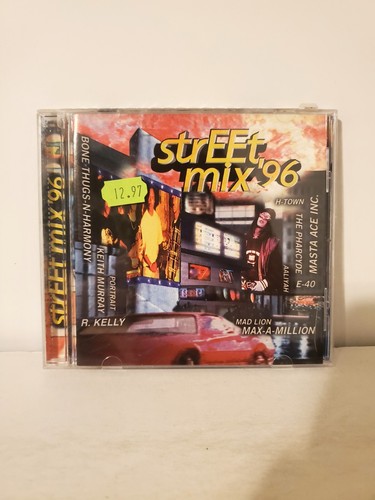 strEEt mix '96
strEEt
mix '96
12.97
BONE THUGS-N-HARMONY
KEITH MURRAY
PORTRAIT
R. KELLY
H-TOWN
THE PHARCYDE
MASTA ACE INC.
AALIYAH
E-40
MAD LION
MAX-A-MILLION